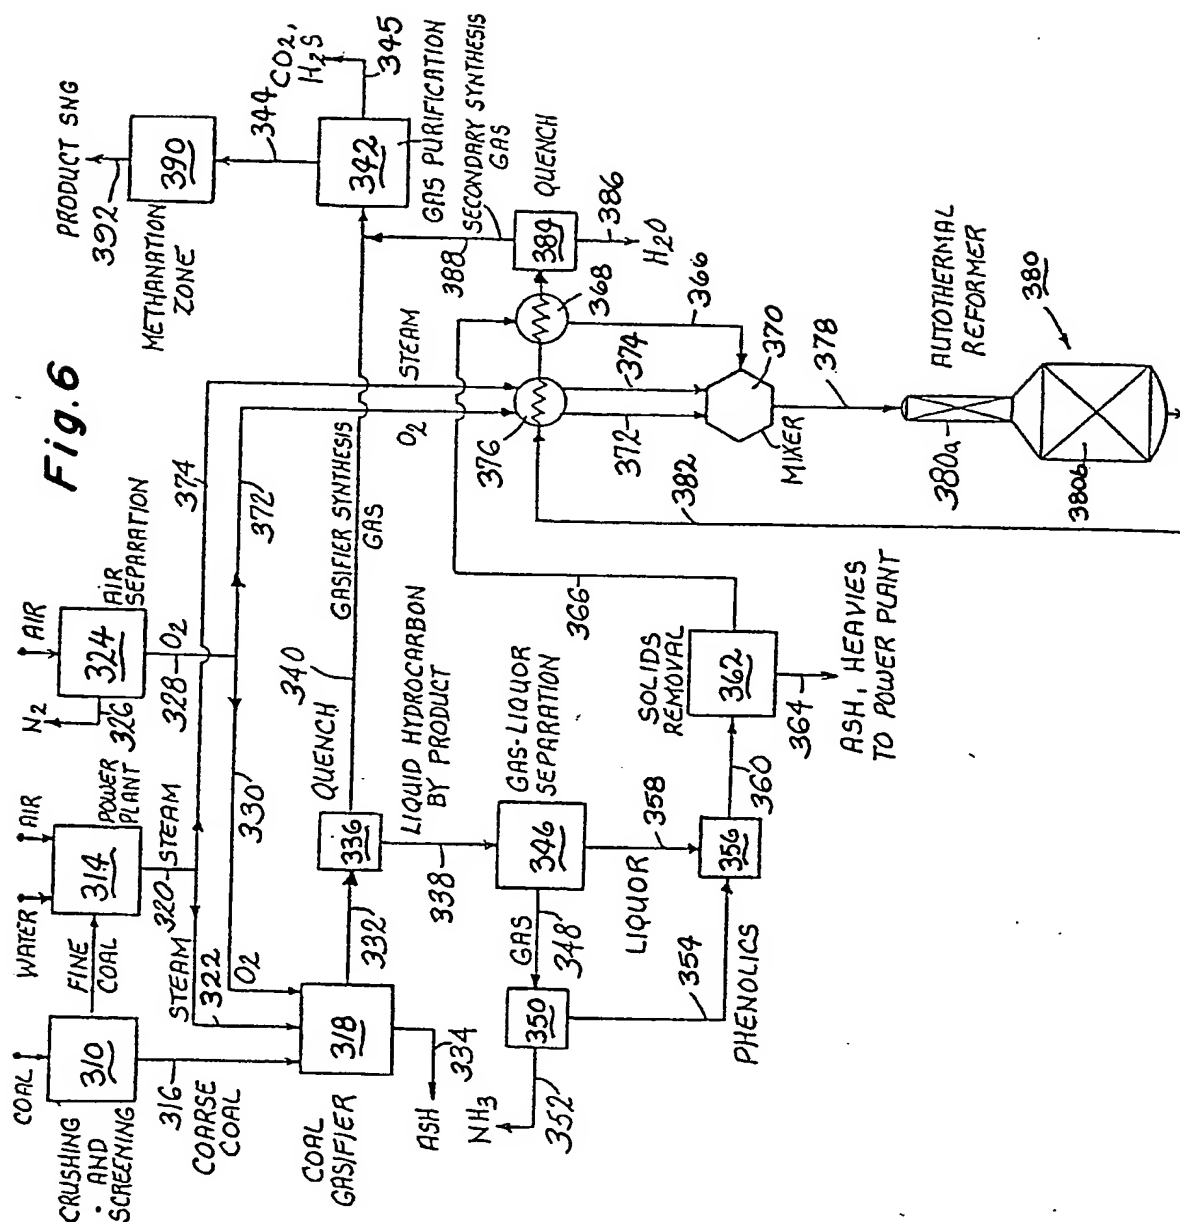 Fig.6
COAL
CRUSHING
AND
SCREENING
310
FINE
COAL
WATER
AIR
314
POWER
PLANT
316
COARSE
COAL
320
STEAM
STEAM
322
N2
326
AIR
324
AIR
SEPARATION
328
O2
330
O2
372
374
COAL
GASIFIER
318
334
ASH
332
336
QUENCH
340
GASIFIER SYNTHESIS
GAS
338
LIQUID HYDROCARBON
BY PRODUCT
346
GAS-LIQUOR
SEPARATION
GAS
348
350
352
NH3
354
PHENOLICS
LIQUOR
358
356
360
SOLIDS
REMOVAL
362
364
ASH, HEAVIES
TO POWER PLANT
366
O2
STEAM
376
368
372
374
366
370
MIXER
378
382
AUTOTHERMAL
REFORMER
380
380a
380b
384
QUENCH
386
H2O
388
SECONDARY SYNTHESIS
GAS
342
GAS PURIFICATION
344
345
CO2,
H2S
390
METHANATION
ZONE
392
PRODUCT SNG